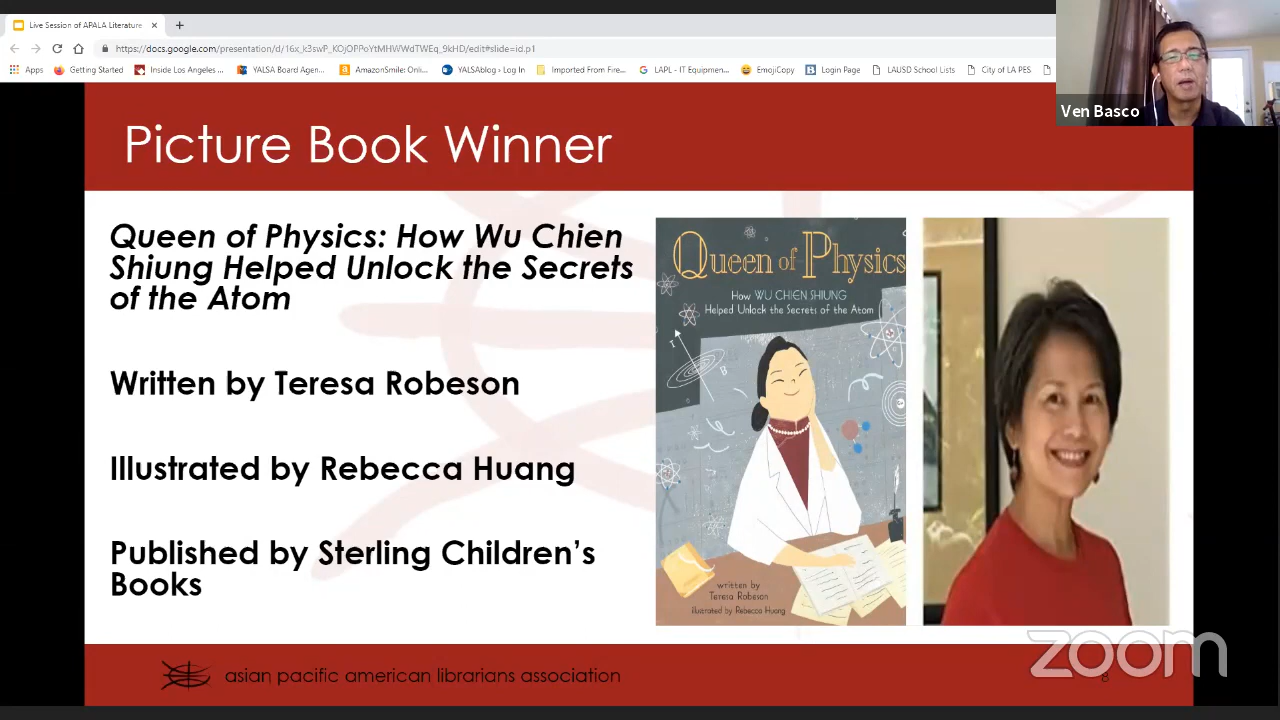 Live Session of APALA Literature
https://docs.google.com/presentation/d/16x_k3swP_KOjOPPoYtMHWWdTWEq_9kHD/edit#slide=id.p1
Apps
Getting Started
Inside Los Angeles ...
YALSA Board Agen...
AmazonSmile: Onl...
YALSAblog › Log In
Imported From Fire...
LAPL - IT Equipmen...
EmojiCopy
Login Page
LAUSD School Lists
City of LA PES
Ven Basco
Picture Book Winner
Queen of Physics: How Wu Chien
Shiung Helped Unlock the Secrets
of the Atom
Written by Teresa Robeson
Illustrated by Rebecca Huang
Published by Sterling Children’s
Books
Queen of Physics
How WU CHIEN SHIUNG
Helped Unlock the Secrets of the Atom
I
B
written by
Teresa Robeson
illustrated by Rebecca Huang
asian pacific american librarians association
zoom
8